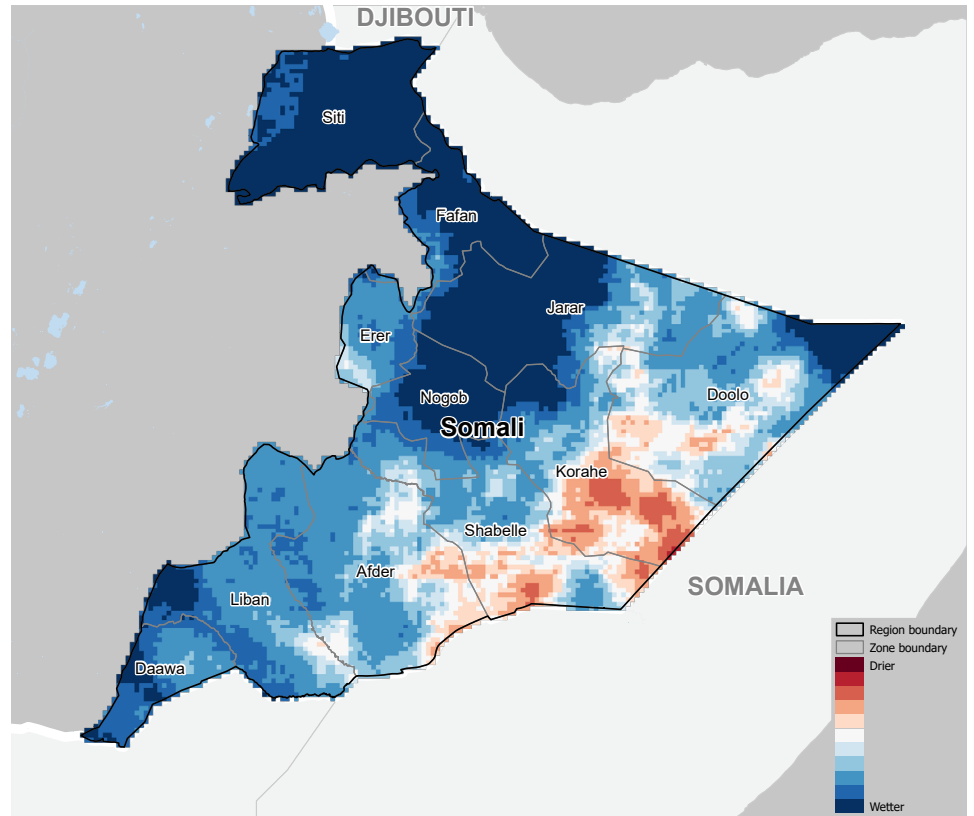 DJIBOUTI
Siti
Fafan
Jarar
Erer
Doolo
Nogob
Somali
Korahe
Shabelle
Afder
SOMALIA
Liban
Daawa
Region boundary
Zone boundary
Drier
Wetter